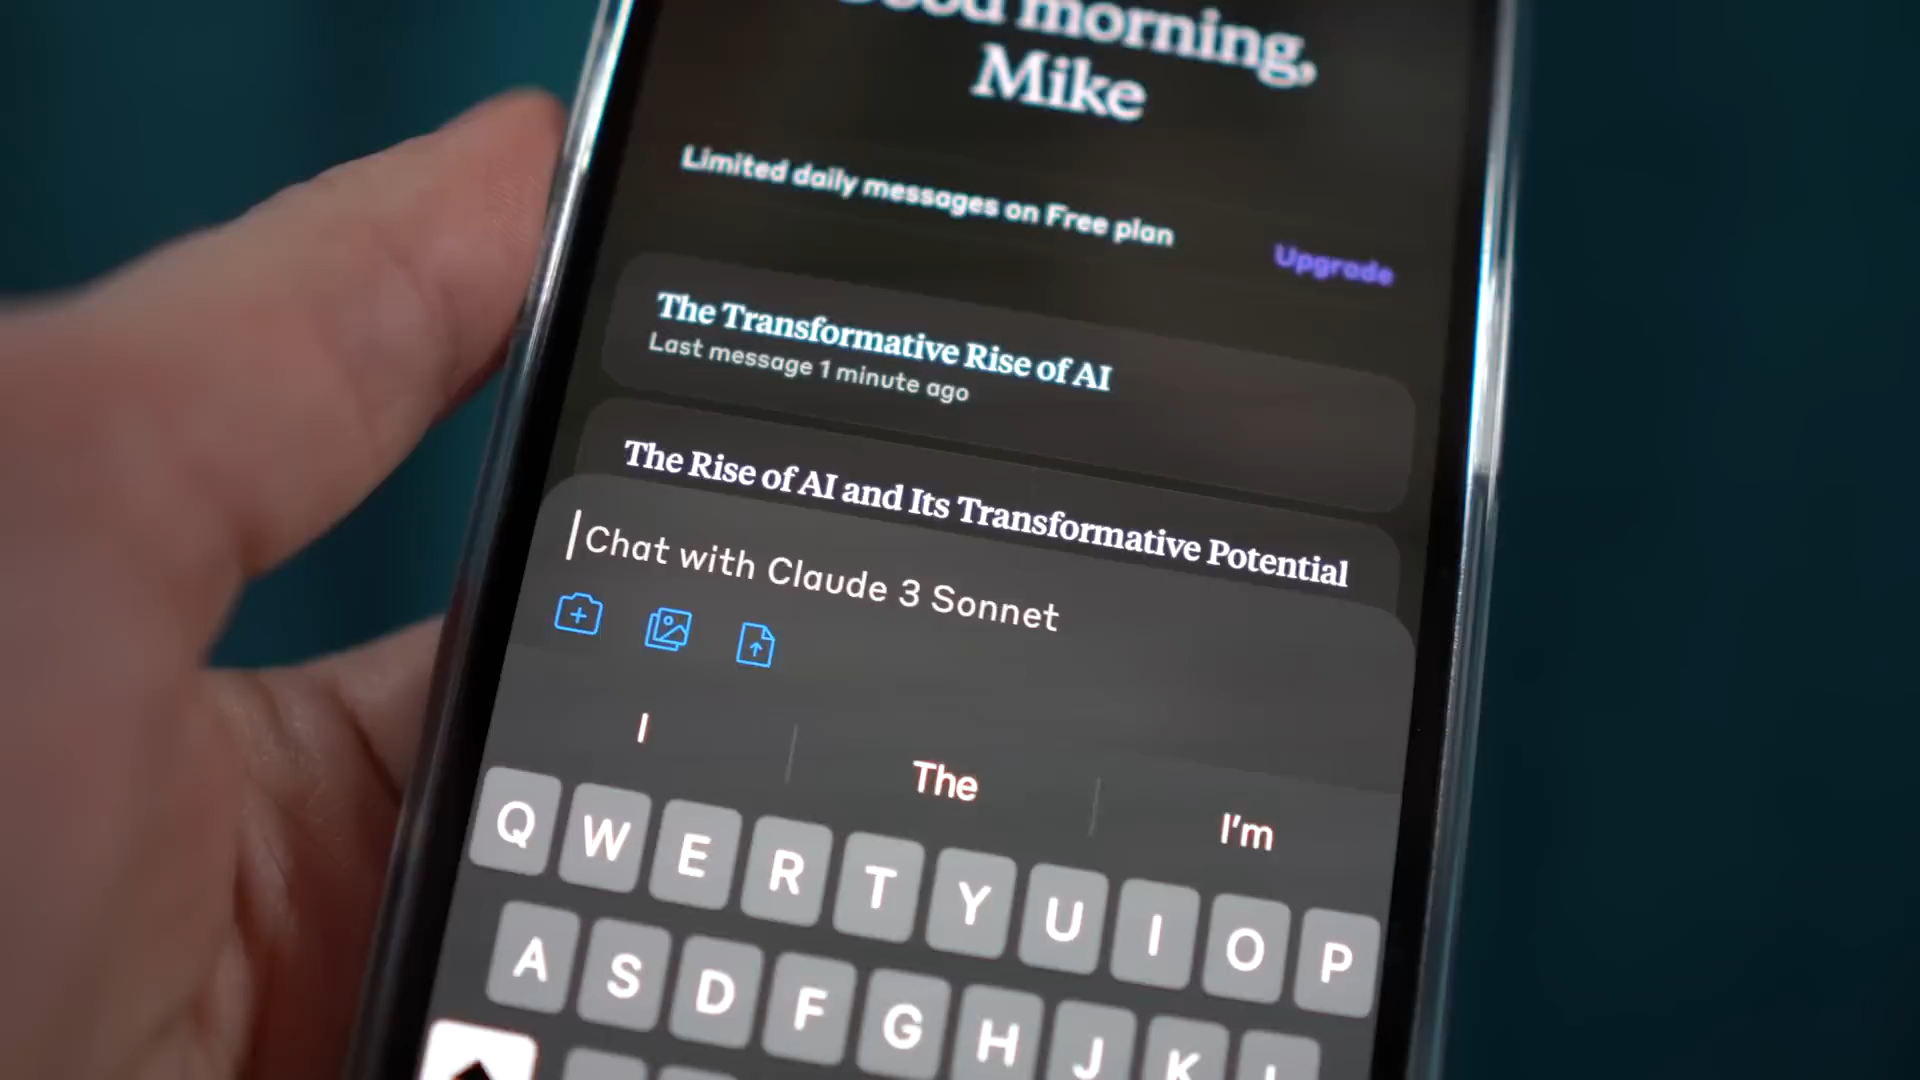 Good morning,
Mike
Limited daily messages on Free plan
Upgrade
The Transformative Rise of AI
Last message 1 minute ago
The Rise of AI and Its Transformative Potential
Chat with Claude 3 Sonnet
I The I'm
Q W E R T Y U I O P
A S D F G H J K L